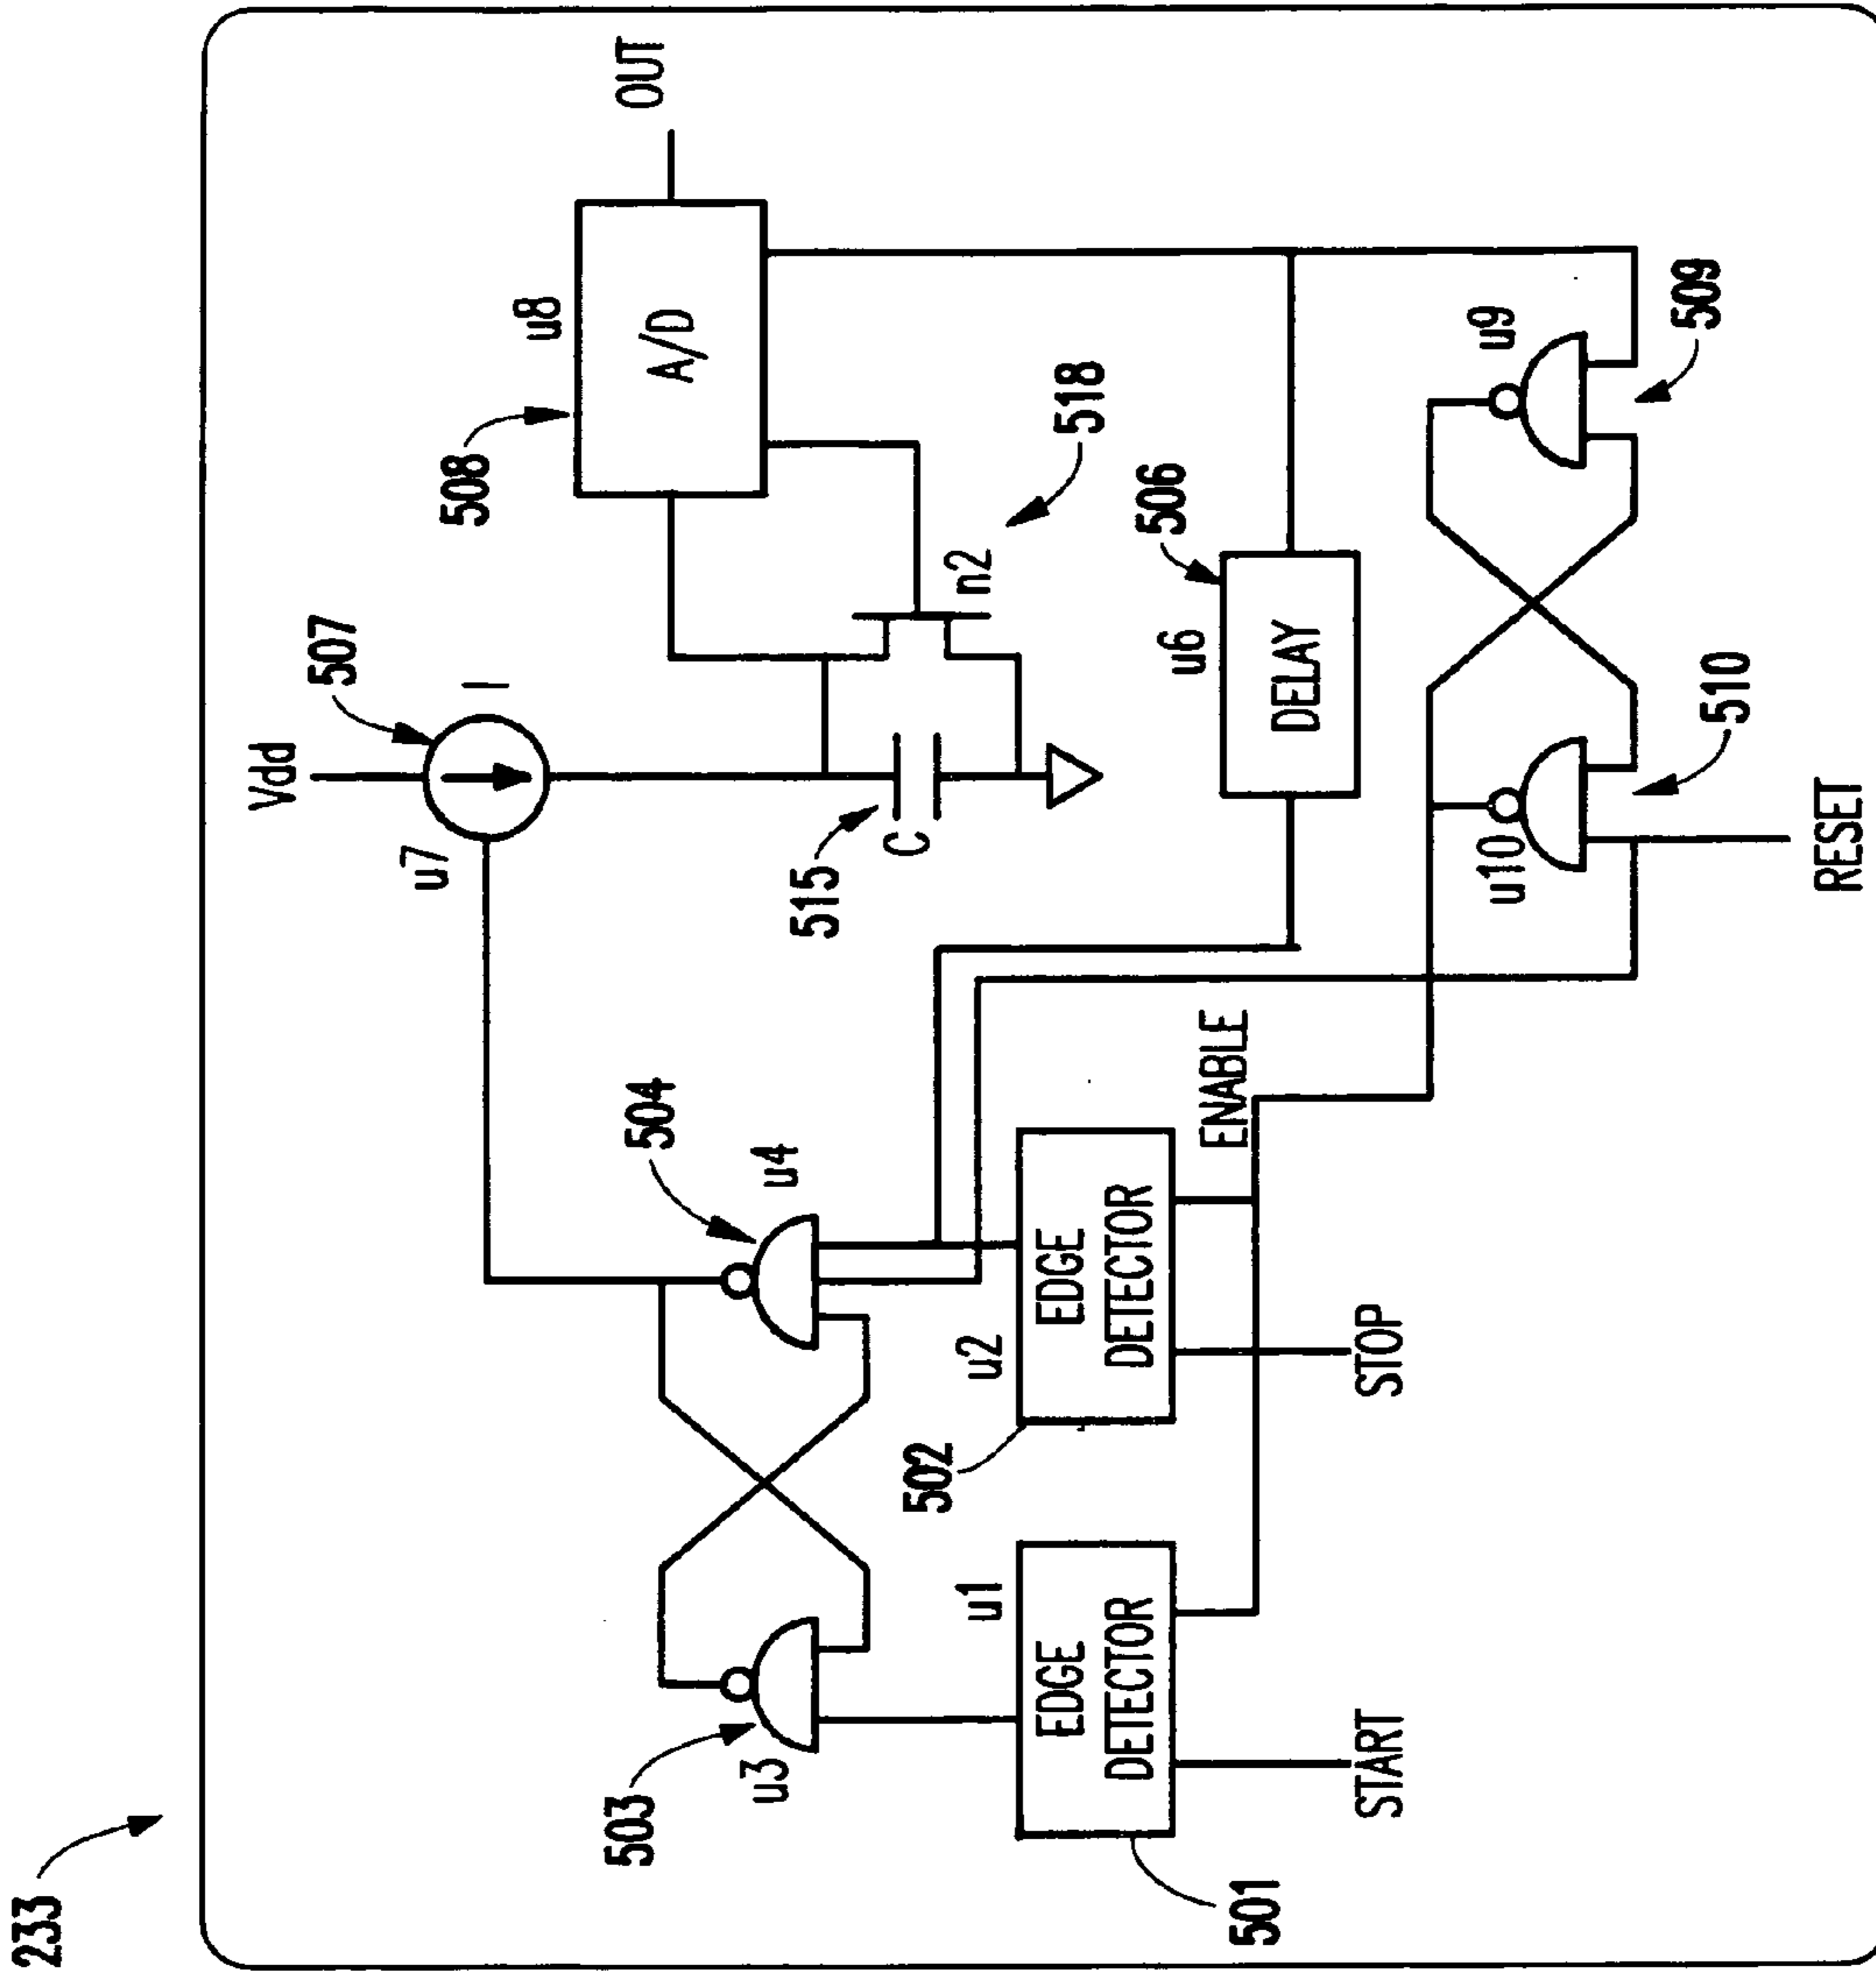 233
503
u3
501
EDGE
DETECTOR
u1
START
504
u4
502
u2
EDGE
DETECTOR
STOP
ENABLE
Vdd
507
u7
I
515
C
n2
518
508
u8
A/D
OUT
506
u6
DELAY
u10
510
RESET
u9
509